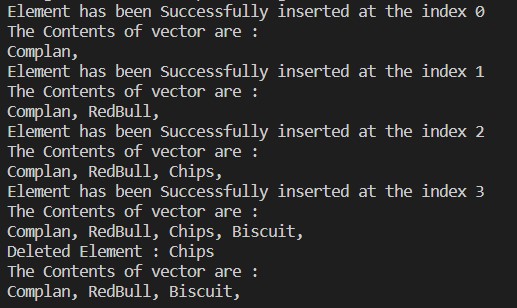 Element has been Successfully inserted at the index 0
The Contents of vector are :
Complan,
Element has been Successfully inserted at the index 1
The Contents of vector are :
Complan, RedBull,
Element has been Successfully inserted at the index 2
The Contents of vector are :
Complan, RedBull, Chips,
Element has been Successfully inserted at the index 3
The Contents of vector are :
Complan, RedBull, Chips, Biscuit,
Deleted Element : Chips
The Contents of vector are :
Complan, RedBull, Biscuit,